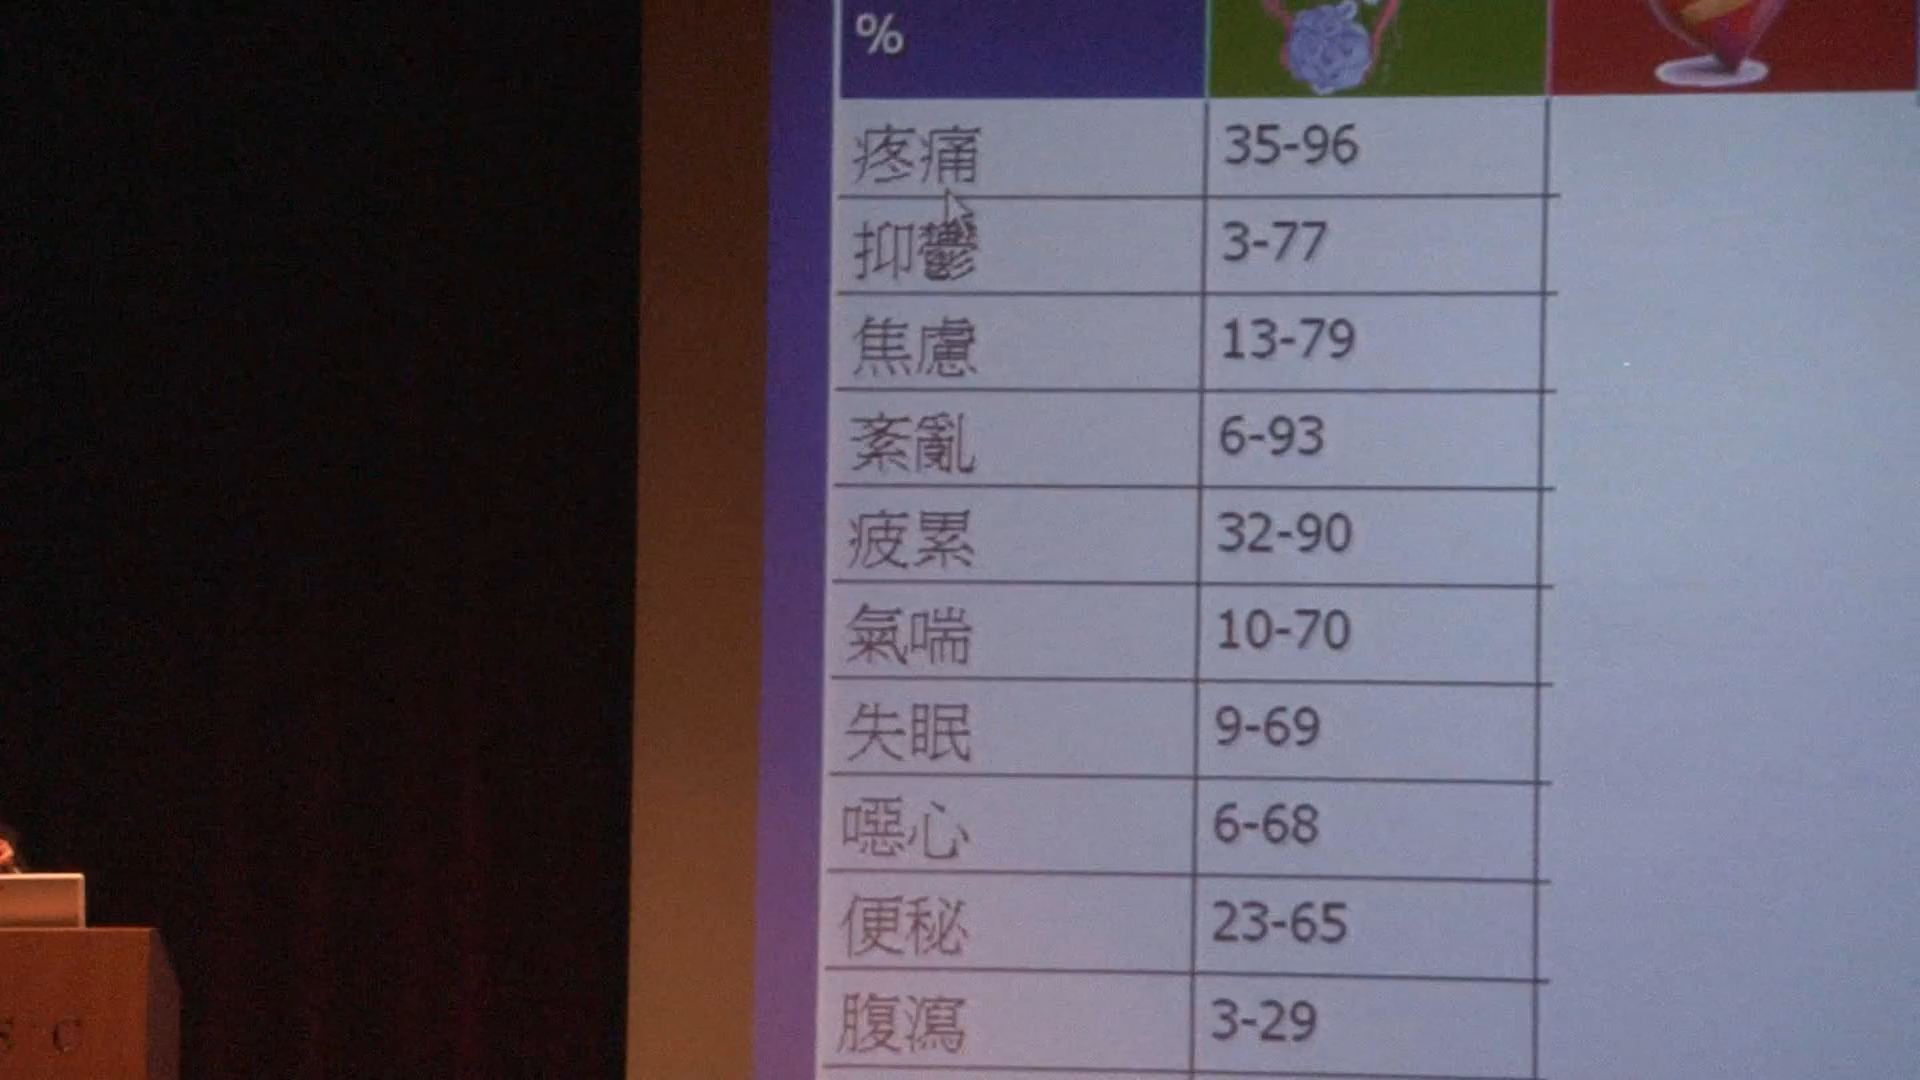 %
疼痛 35-96
抑鬱 3-77
焦慮 13-79
紊亂 6-93
疲累 32-90
氣喘 10-70
失眠 9-69
噁心 6-68
便秘 23-65
腹瀉 3-29
S C